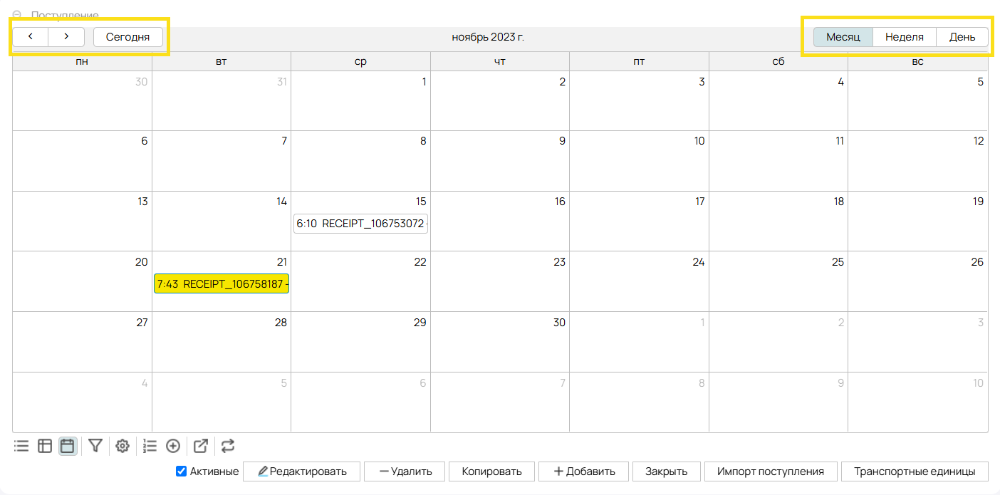 Поступление
Сегодня ноябрь 2023 г. Месяц Неделя День
пн вт ср чт пт сб вс
30 31 1 2 3 4 5
6 7 8 9 10 11 12
13 14 15 16 17 18 19
6:10 RECEIPT_106753072 -
20 21 22 23 24 25 26
7:43 RECEIPT_106758187 -
27 28 29 30 1 2 3
4 5 6 7 8 9 10
Активные Редактировать Удалить Копировать Добавить Закрыть Импорт поступления Транспортные единицы